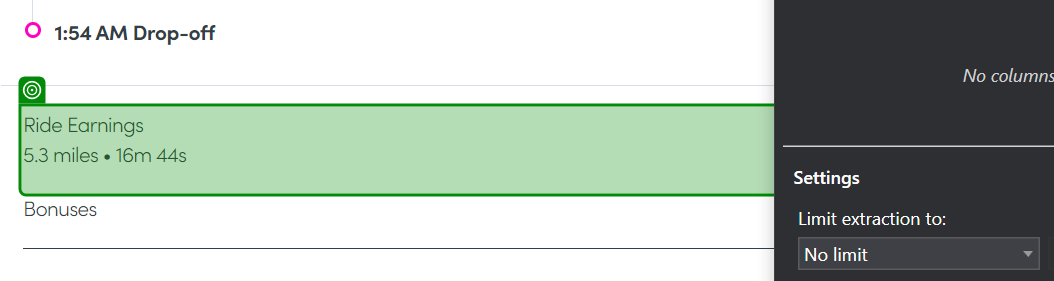 1:54 AM Drop-off
No columns
Ride Earnings
5.3 miles • 16m 44s
Settings
Bonuses
Limit extraction to:
No limit